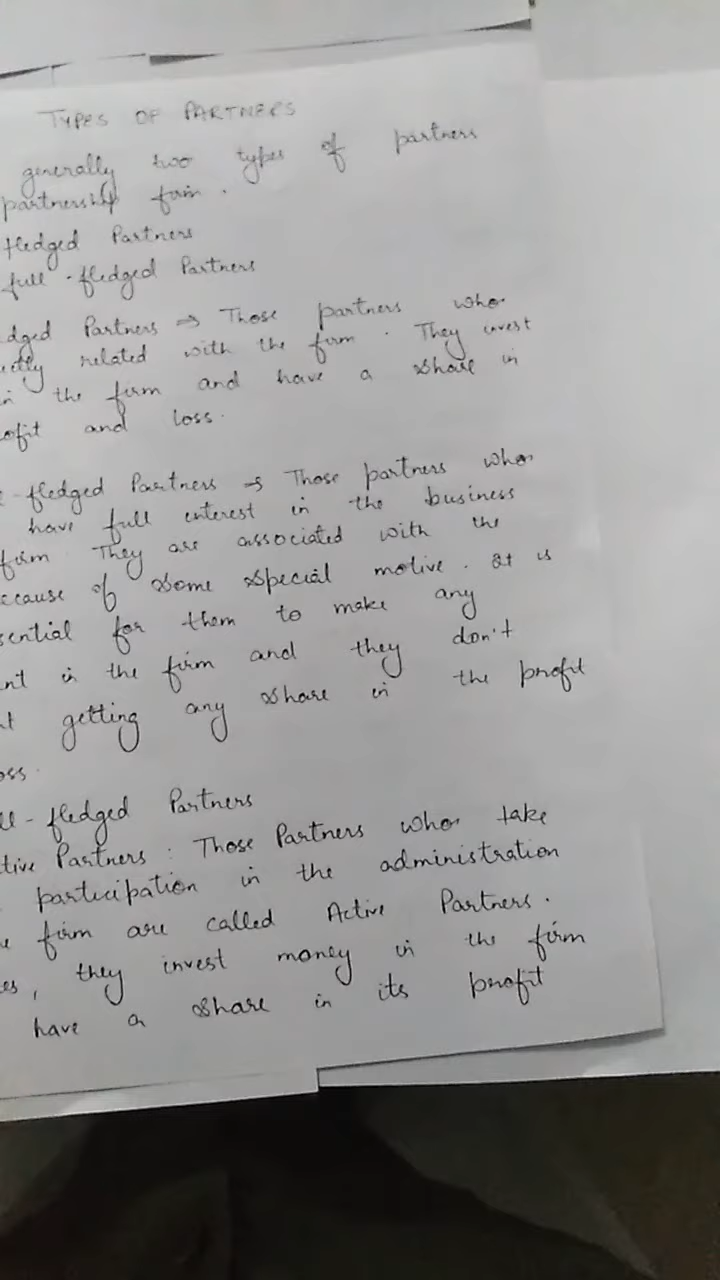 TYPES OF PARTNERS
generally two types of partners
partnership firm.
fledged Partners
full-fledged Partners
dged Partners ⇒ Those partners who
ctly related with the firm. They invest
in the firm and have a share in
ofit and loss.
-fledged Partners ⇒ Those partners who
have full interest in the business
firm. They are associated with the
ecause of some special motive. It is
sential for them to make any
nt in the firm and they don't
t getting any share in the profit
oss.
ll-fledged Partners
tive Partners: Those Partners who take
participation in the administration
e firm are called Active Partners.
es, they invest money in the firm
have a share in its profit